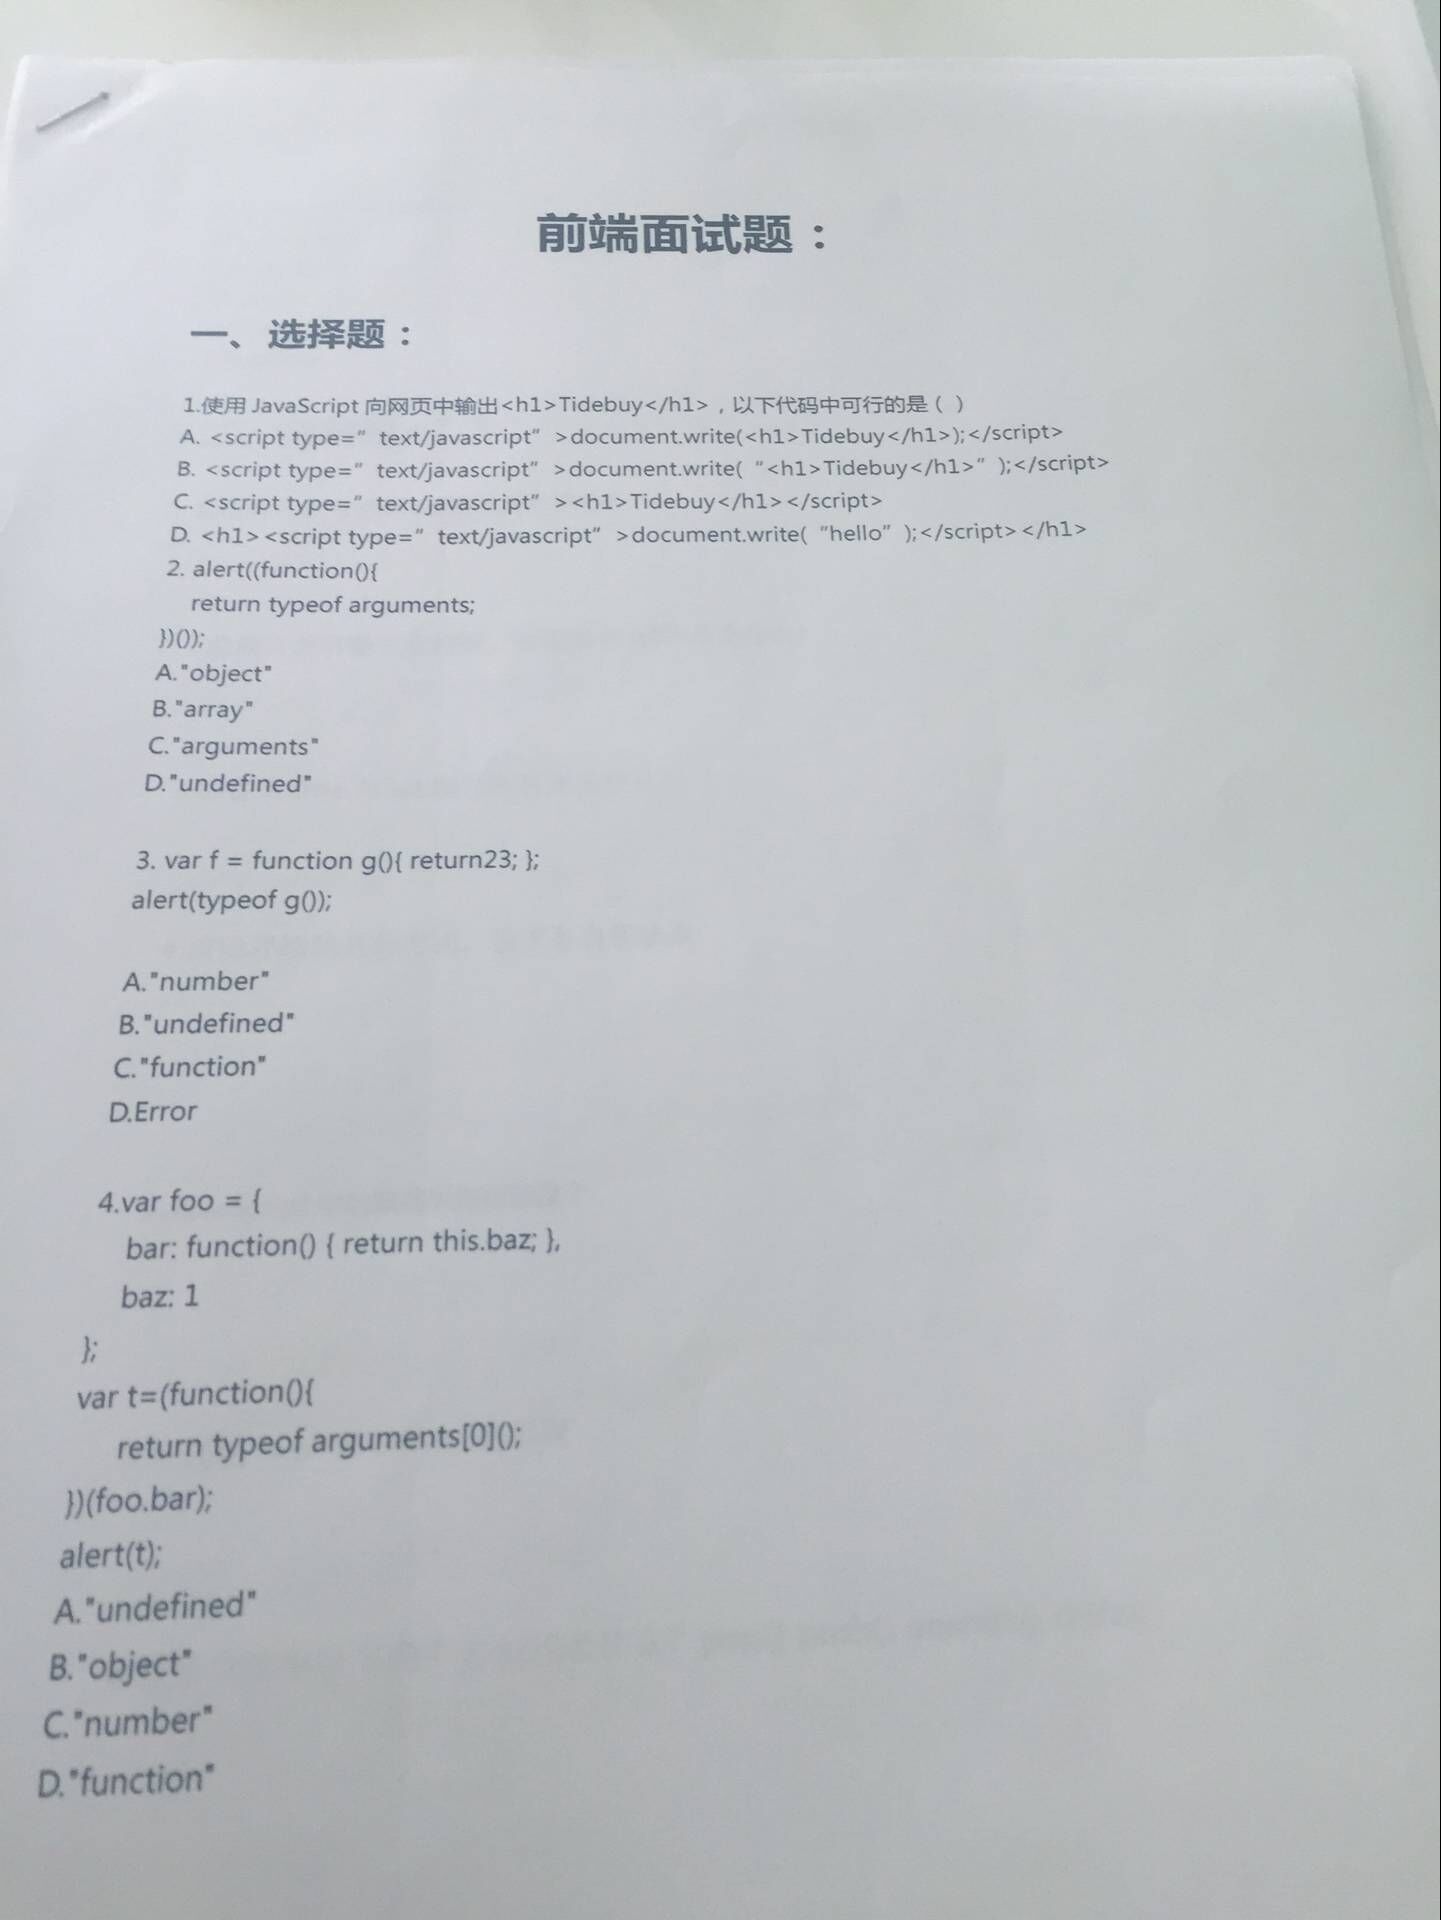 前端面试题：
一、选择题：
1.使用 JavaScript 向网页中输出<h1>Tidebuy</h1>，以下代码中可行的是（ ）
A. <script type=” text/javascript” >document.write(<h1>Tidebuy</h1>);</script>
B. <script type=” text/javascript” >document.write( “<h1>Tidebuy</h1>” );</script>
C. <script type=” text/javascript” ><h1>Tidebuy</h1></script>
D. <h1><script type=” text/javascript” >document.write( “hello” );</script></h1>
2. alert((function(){
return typeof arguments;
})());
A."object"
B."array"
C."arguments"
D."undefined"
3. var f = function g(){ return23; };
alert(typeof g());
A."number"
B."undefined"
C."function"
D.Error
4.var foo = {
bar: function() { return this.baz; },
baz: 1
};
var t=(function(){
return typeof arguments[0]();
})(foo.bar);
alert(t);
A."undefined"
B."object"
C."number"
D."function"